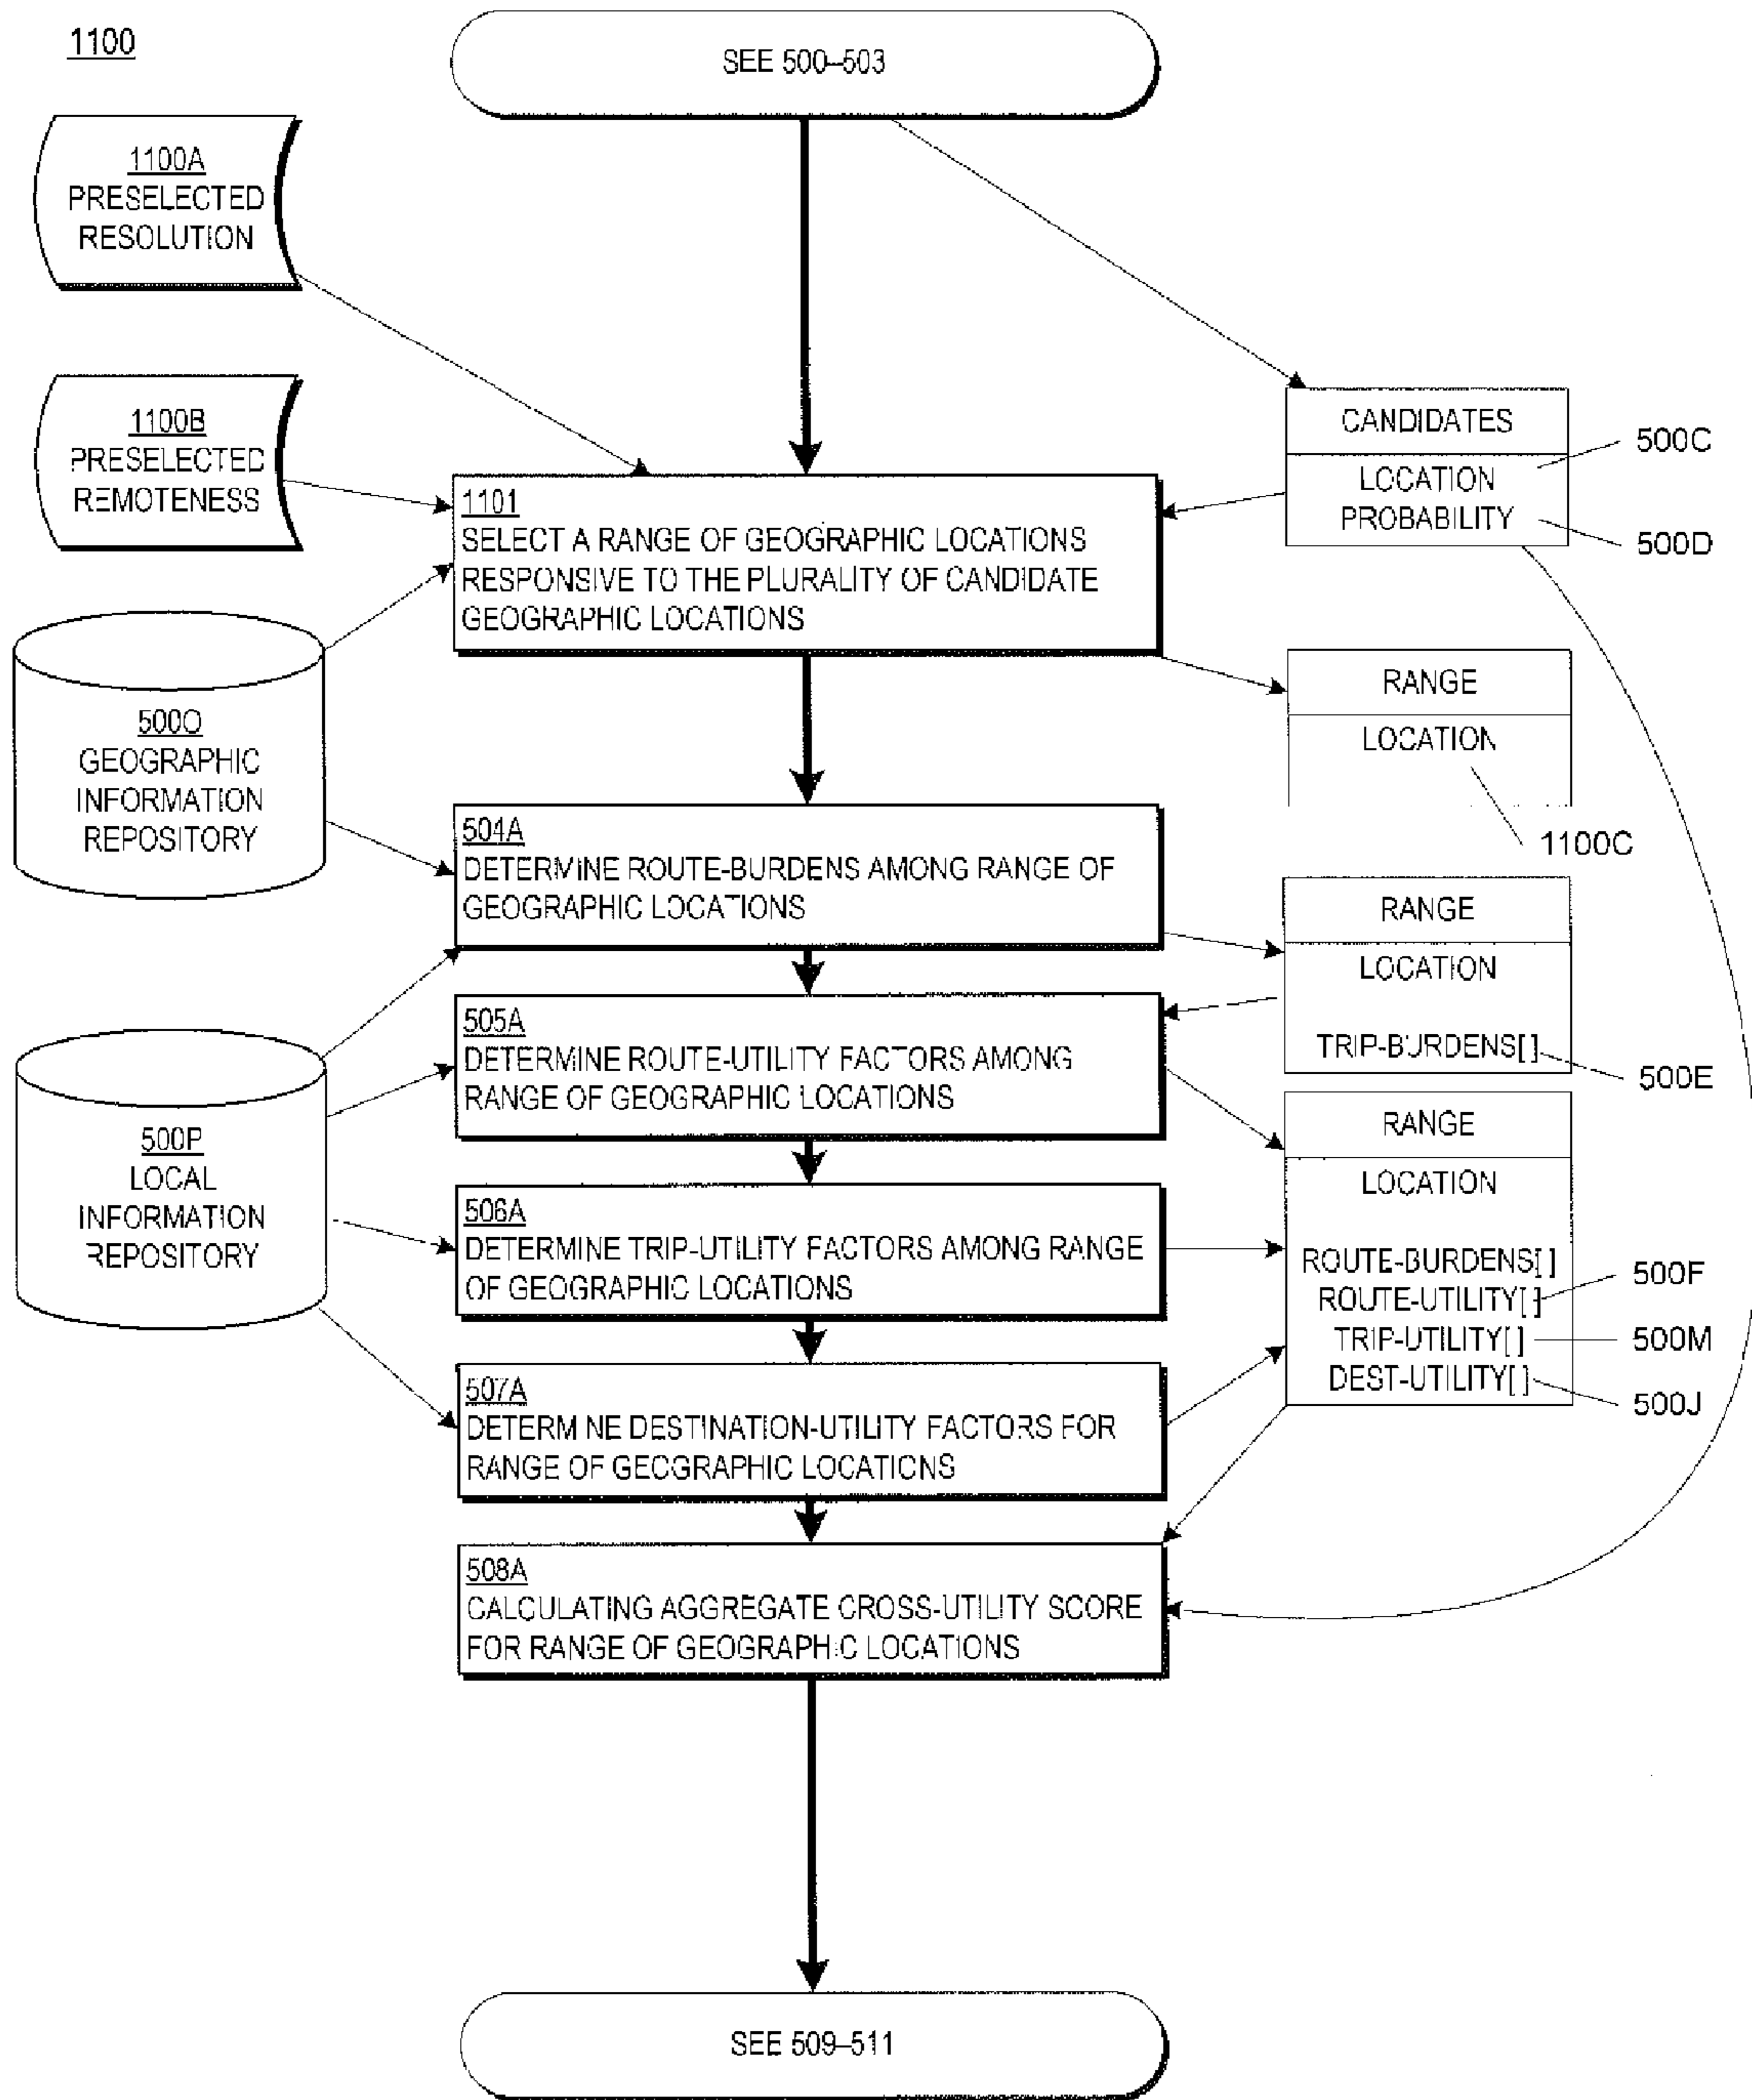 1100
SEE 500–503
1100A
PRESELECTED
RESOLUTION
1100B
PRESELECTED
REMOTENESS
CANDIDATES
LOCATION
PROBABILITY
500C
500D
1101
SELECT A RANGE OF GEOGRAPHIC LOCATIONS
RESPONSIVE TO THE PLURALITY OF CANDIDATE
GEOGRAPHIC LOCATIONS
500O
GEOGRAPHIC
INFORMATION
REPOSITORY
RANGE
LOCATION
1100C
504A
DETERMINE ROUTE-BURDENS AMONG RANGE OF
GEOGRAPHIC LOCATIONS
RANGE
LOCATION
TRIP-BURDENS[ ]
500E
505A
DETERMINE ROUTE-UTILITY FACTORS AMONG
RANGE OF GEOGRAPHIC LOCATIONS
500P
LOCAL
INFORMATION
REPOSITORY
RANGE
LOCATION
ROUTE-BURDENS[ ]
ROUTE-UTILITY[ ]
TRIP-UTILITY[ ]
DEST-UTILITY[ ]
500F
500M
500J
506A
DETERMINE TRIP-UTILITY FACTORS AMONG RANGE
OF GEOGRAPHIC LOCATIONS
507A
DETERMINE DESTINATION-UTILITY FACTORS FOR
RANGE OF GEOGRAPHIC LOCATIONS
508A
CALCULATING AGGREGATE CROSS-UTILITY SCORE
FOR RANGE OF GEOGRAPHIC LOCATIONS
SEE 509–511